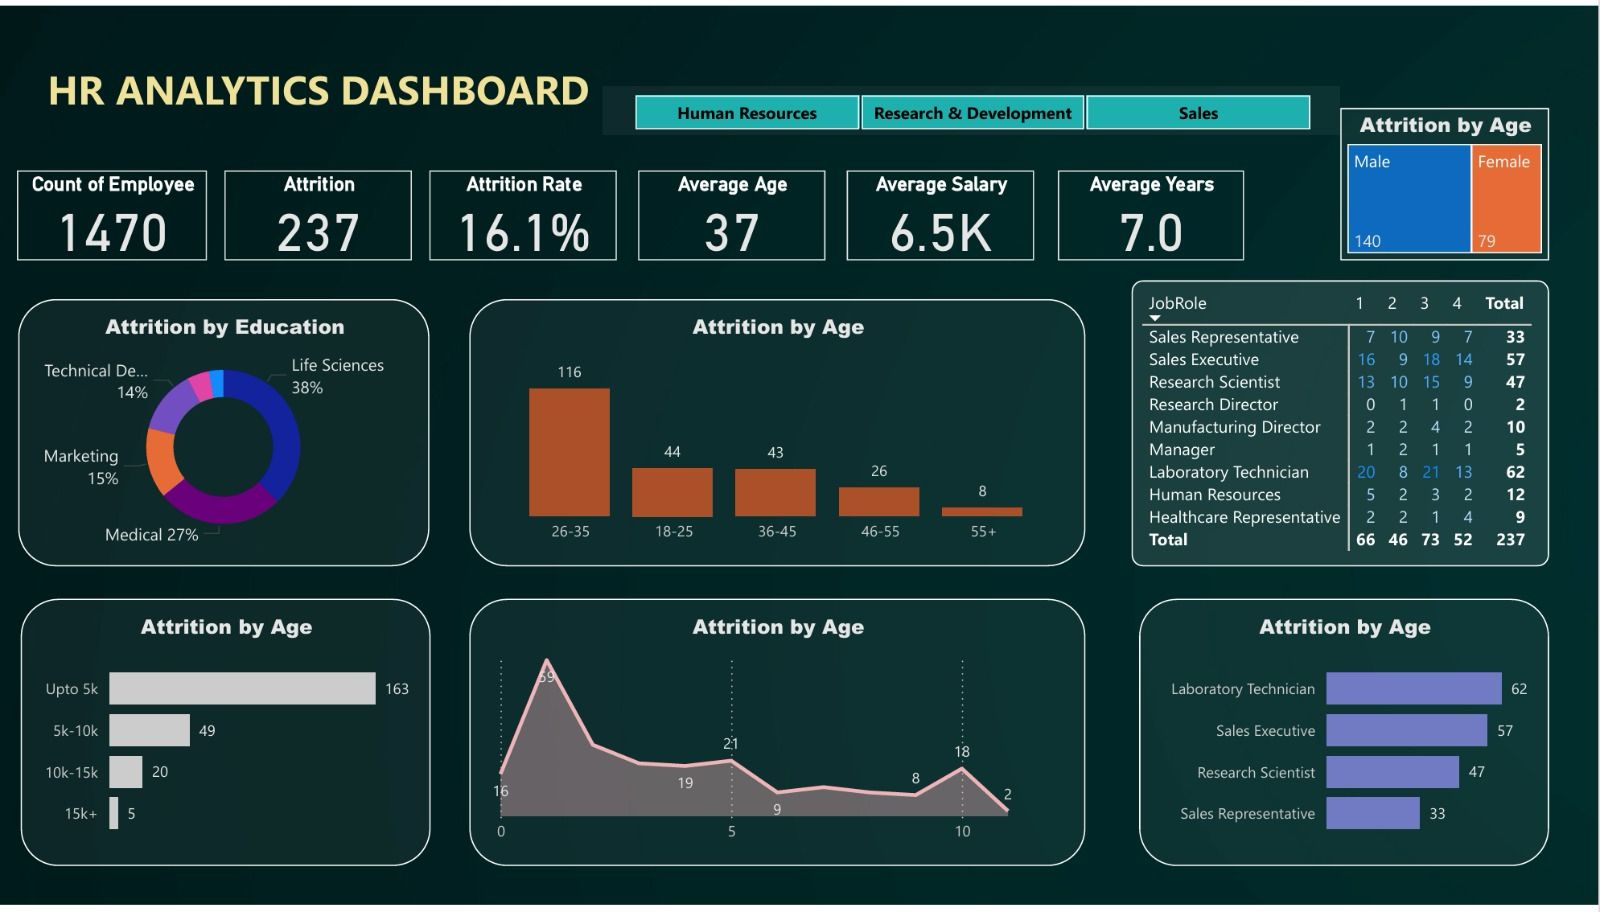 HR ANALYTICS DASHBOARD
Human Resources Research & Development Sales
Attrition by Age
Male Female
140 79
Count of Employee
1470
Attrition
237
Attrition Rate
16.1%
Average Age
37
Average Salary
6.5K
Average Years
7.0
Attrition by Education
Life Sciences
38%
Technical De...
14%
Marketing
15%
Medical 27%
Attrition by Age
116
44
43
26
8
26-35 18-25 36-45 46-55 55+
JobRole 1 2 3 4 Total
Sales Representative 7 10 9 7 33
Sales Executive 16 9 18 14 57
Research Scientist 13 10 15 9 47
Research Director 0 1 1 0 2
Manufacturing Director 2 2 4 2 10
Manager 1 2 1 1 5
Laboratory Technician 20 8 21 13 62
Human Resources 5 2 3 2 12
Healthcare Representative 2 2 1 4 9
Total 66 46 73 52 237
Attrition by Age
Upto 5k 163
5k-10k 49
10k-15k 20
15k+ 5
Attrition by Age
59
21
18
16
19
9
8
2
0 5 10
Attrition by Age
Laboratory Technician 62
Sales Executive 57
Research Scientist 47
Sales Representative 33